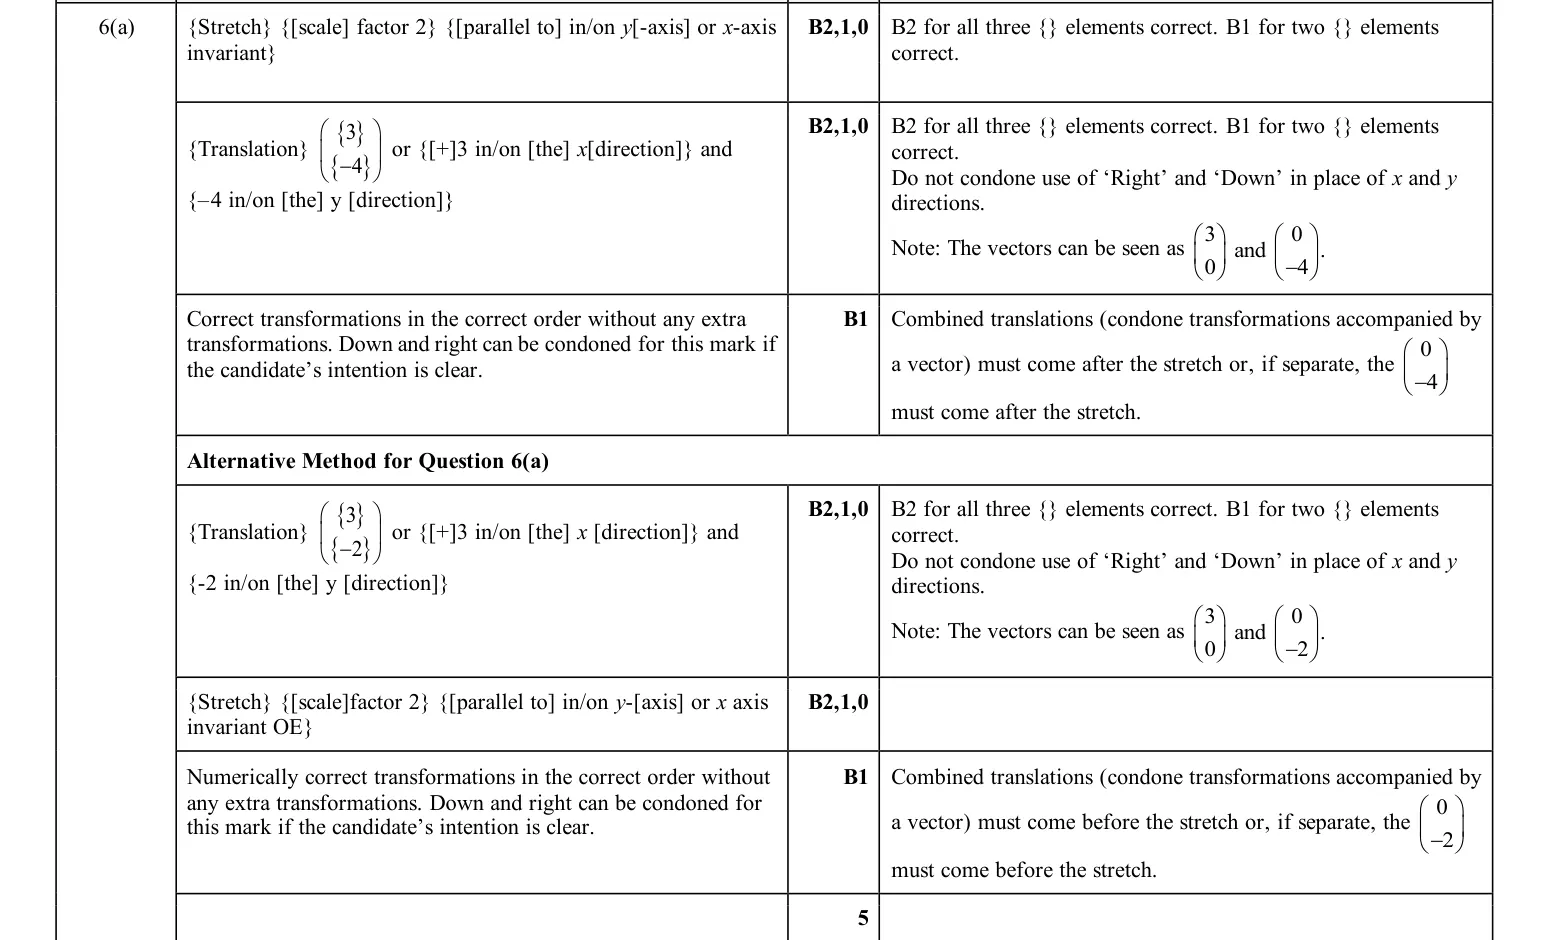 6(a)
{Stretch} {[scale] factor 2} {[parallel to] in/on y[-axis] or x-axis
invariant}
B2,1,0
B2 for all three {} elements correct. B1 for two {} elements
correct.
{Translation} ({3} {–4}) or {[+]3 in/on [the] x[direction]} and
{–4 in/on [the] y [direction]}
B2,1,0
B2 for all three {} elements correct. B1 for two {} elements
correct.
Do not condone use of ‘Right’ and ‘Down’ in place of x and y
directions.
Note: The vectors can be seen as (3 0) and (0 –4).
Correct transformations in the correct order without any extra
transformations. Down and right can be condoned for this mark if
the candidate’s intention is clear.
B1
Combined translations (condone transformations accompanied by
a vector) must come after the stretch or, if separate, the (0 –4)
must come after the stretch.
Alternative Method for Question 6(a)
{Translation} ({3} {–2}) or {[+]3 in/on [the] x [direction]} and
{-2 in/on [the] y [direction]}
B2,1,0
B2 for all three {} elements correct. B1 for two {} elements
correct.
Do not condone use of ‘Right’ and ‘Down’ in place of x and y
directions.
Note: The vectors can be seen as (3 0) and (0 –2).
{Stretch} {[scale]factor 2} {[parallel to] in/on y-[axis] or x axis
invariant OE}
B2,1,0
Numerically correct transformations in the correct order without
any extra transformations. Down and right can be condoned for
this mark if the candidate’s intention is clear.
B1
Combined translations (condone transformations accompanied by
a vector) must come before the stretch or, if separate, the (0 –2)
must come before the stretch.
5